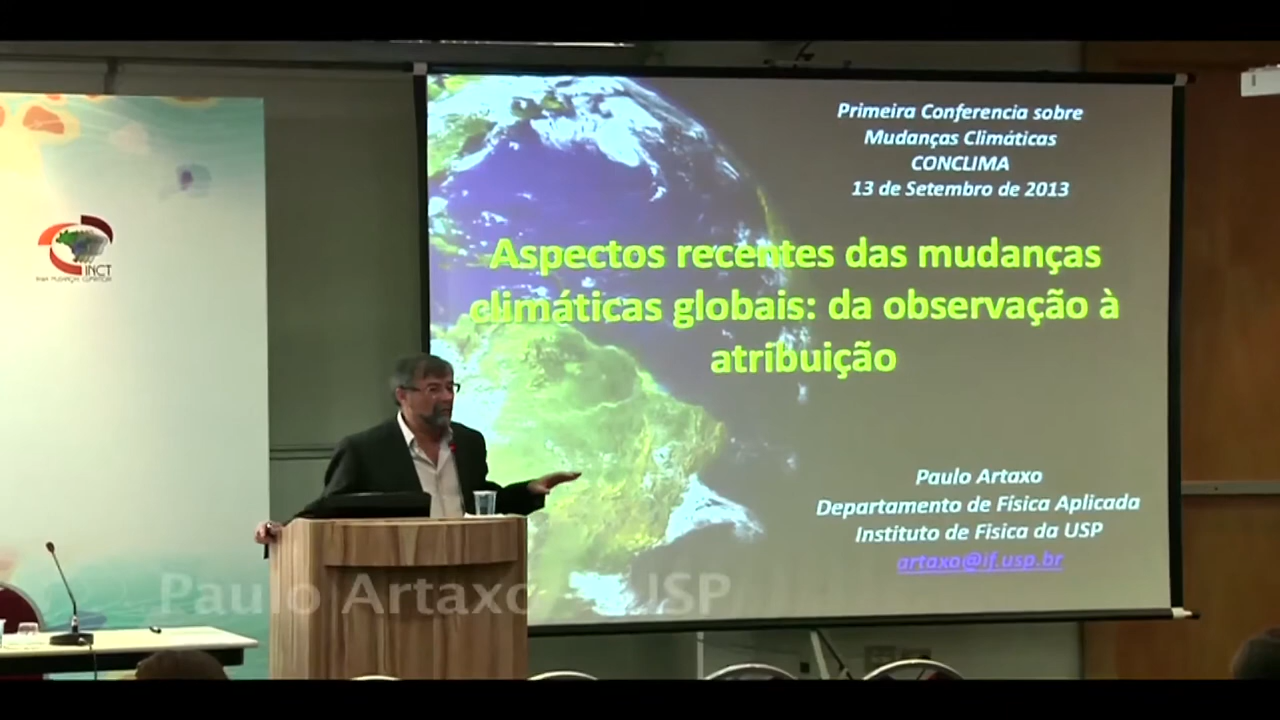 Primeira Conferencia sobre
Mudanças Climáticas
CONCLIMA
13 de Setembro de 2013
Aspectos recentes das mudanças
climáticas globais: da observação à
atribuição
Paulo Artaxo
Departamento de Física Aplicada
Instituto de Fisica da USP
artaxo@if.usp.br
INCT
Paulo Artaxo USP